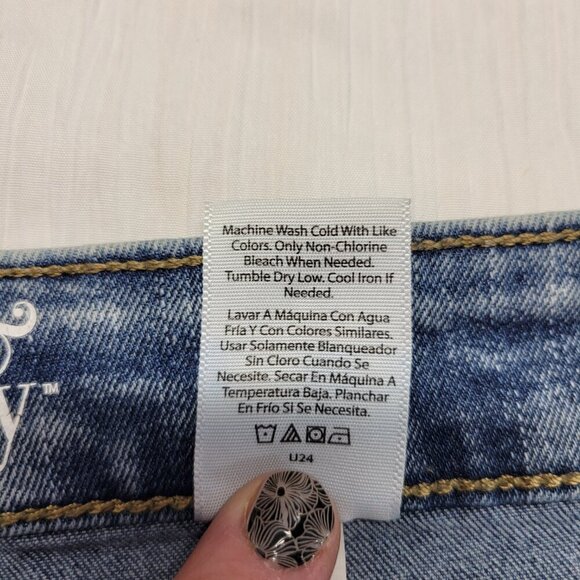 Machine Wash Cold With Like
Colors. Only Non-Chlorine
Bleach When Needed.
Tumble Dry Low. Cool Iron If
Needed.
Lavar A Máquina Con Agua
Fría Y Con Colores Similares.
Usar Solamente Blanqueador
Sin Cloro Cuando Se
Necesite. Secar En Máquina A
Temperatura Baja. Planchar
En Frío Si Se Necesita.
LI24
y™